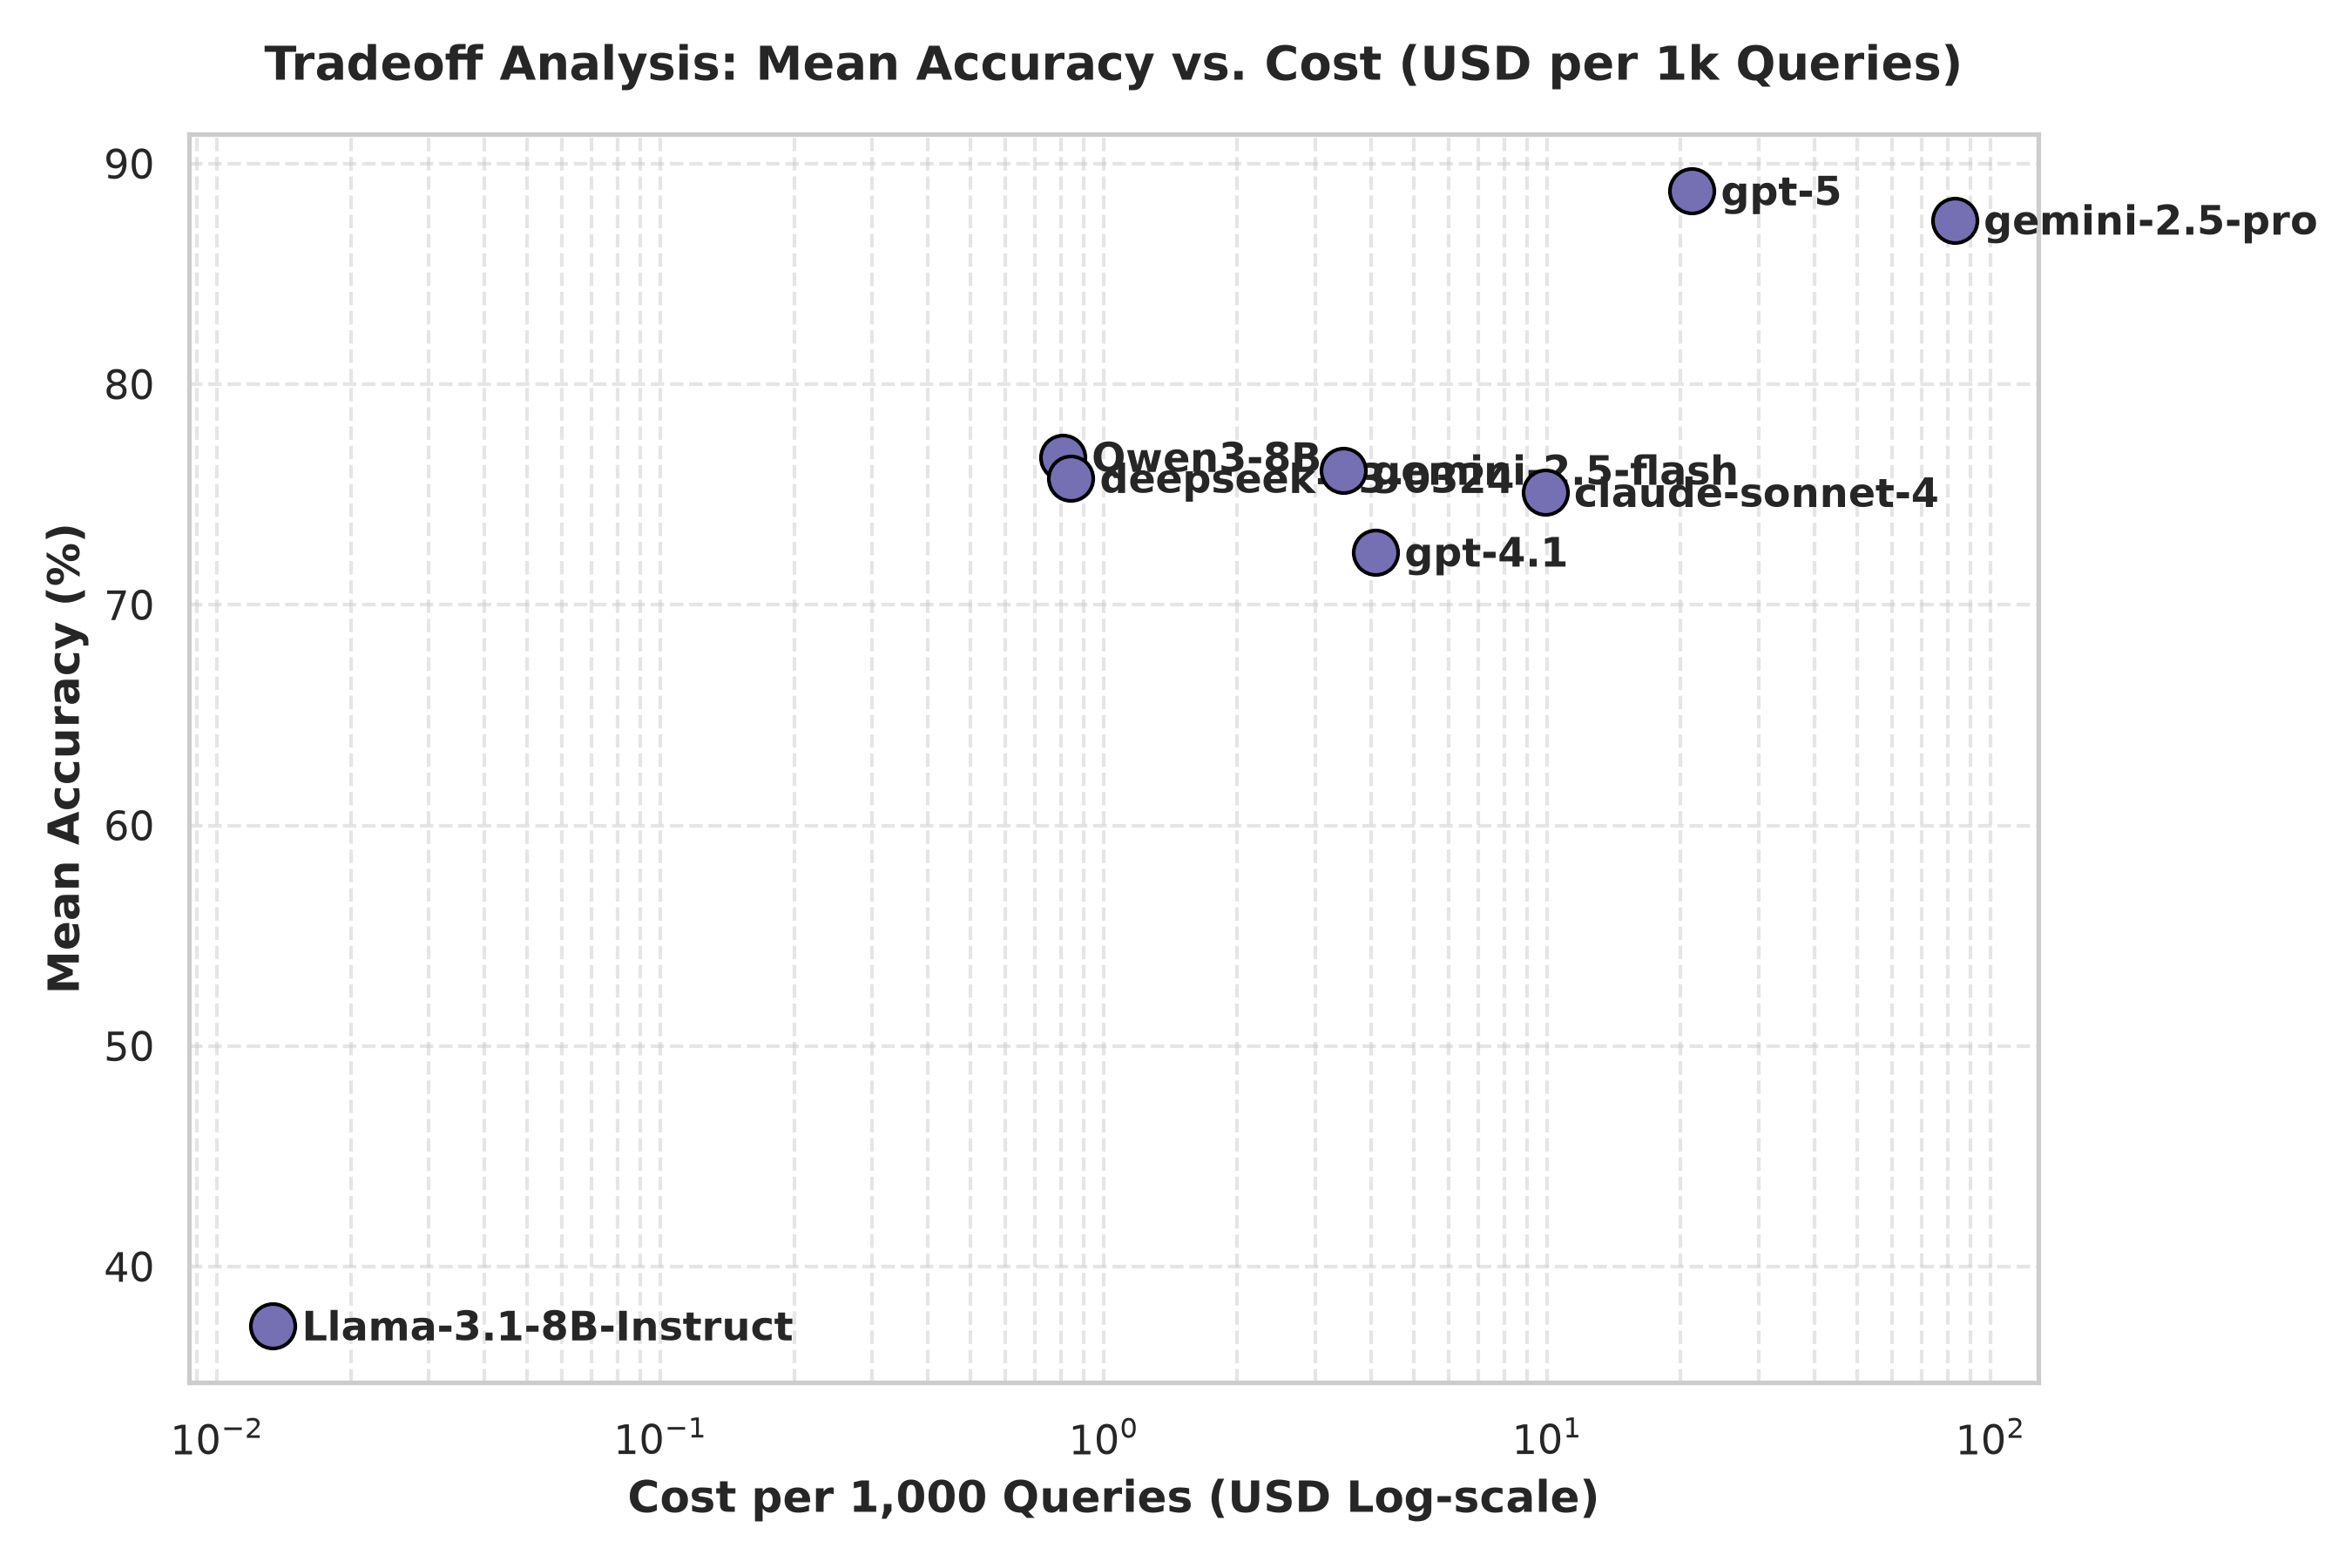 Tradeoff Analysis: Mean Accuracy vs. Cost (USD per 1k Queries)
Mean Accuracy (%)
90
80
70
60
50
40
gpt-5
gemini-2.5-pro
Qwen3-8B
gemini-2.5-flash
claude-sonnet-4
gpt-4.1
Llama-3.1-8B-Instruct
10⁻²
10⁻¹
10⁰
10¹
10²
Cost per 1,000 Queries (USD Log-scale)